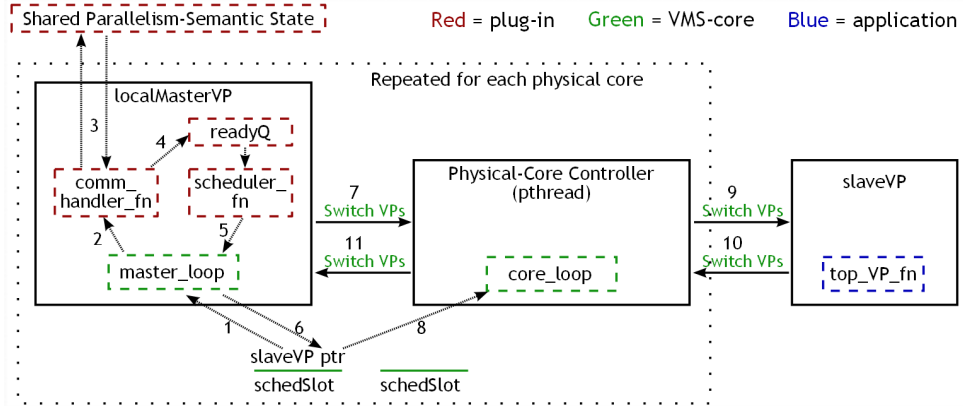 Shared Parallelism-Semantic State
Red = plug-in
Green = VMS-core
Blue = application
Repeated for each physical core
localMasterVP
3
4
readyQ
comm_
handler_fn
scheduler_
fn
2
5
master_loop
7
Switch VPs
11
Switch VPs
Physical-Core Controller
(pthread)
core_loop
9
Switch VPs
10
Switch VPs
slaveVP
top_VP_fn
1
6
8
slaveVP ptr
schedSlot
schedSlot